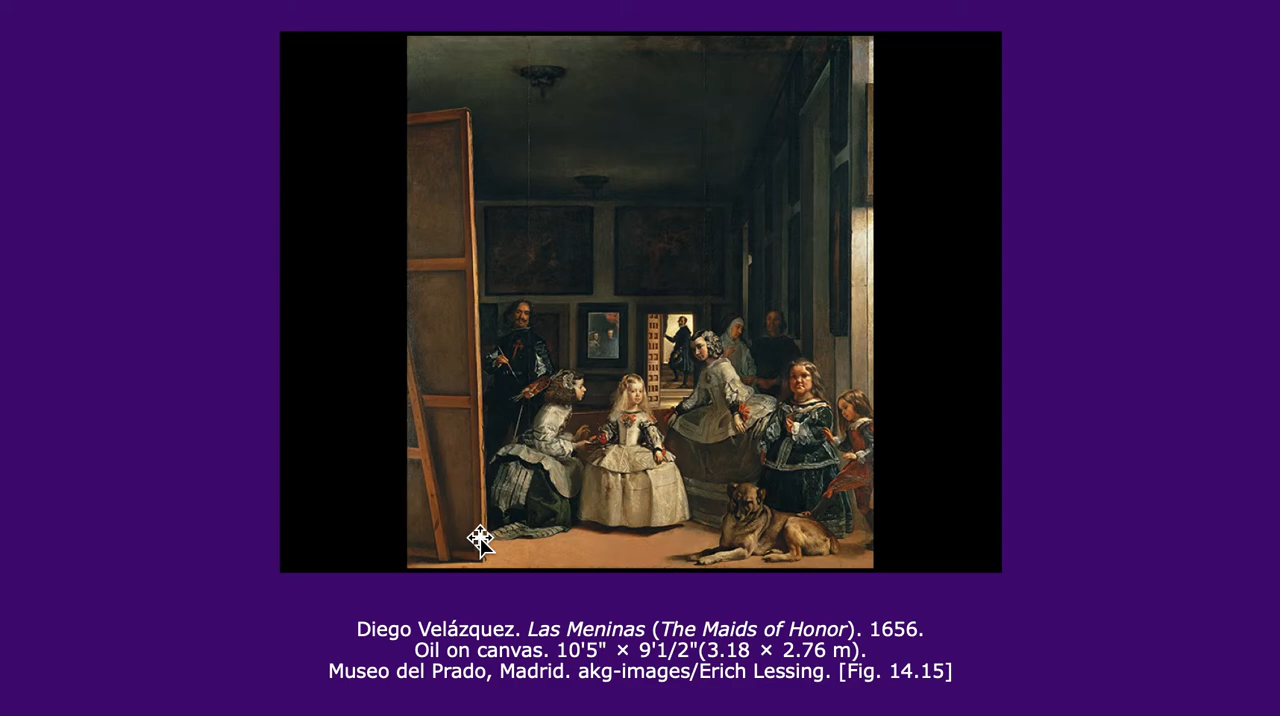 Diego Velázquez. Las Meninas (The Maids of Honor). 1656.
Oil on canvas. 10'5" × 9'1/2"(3.18 × 2.76 m).
Museo del Prado, Madrid. akg-images/Erich Lessing. [Fig. 14.15]